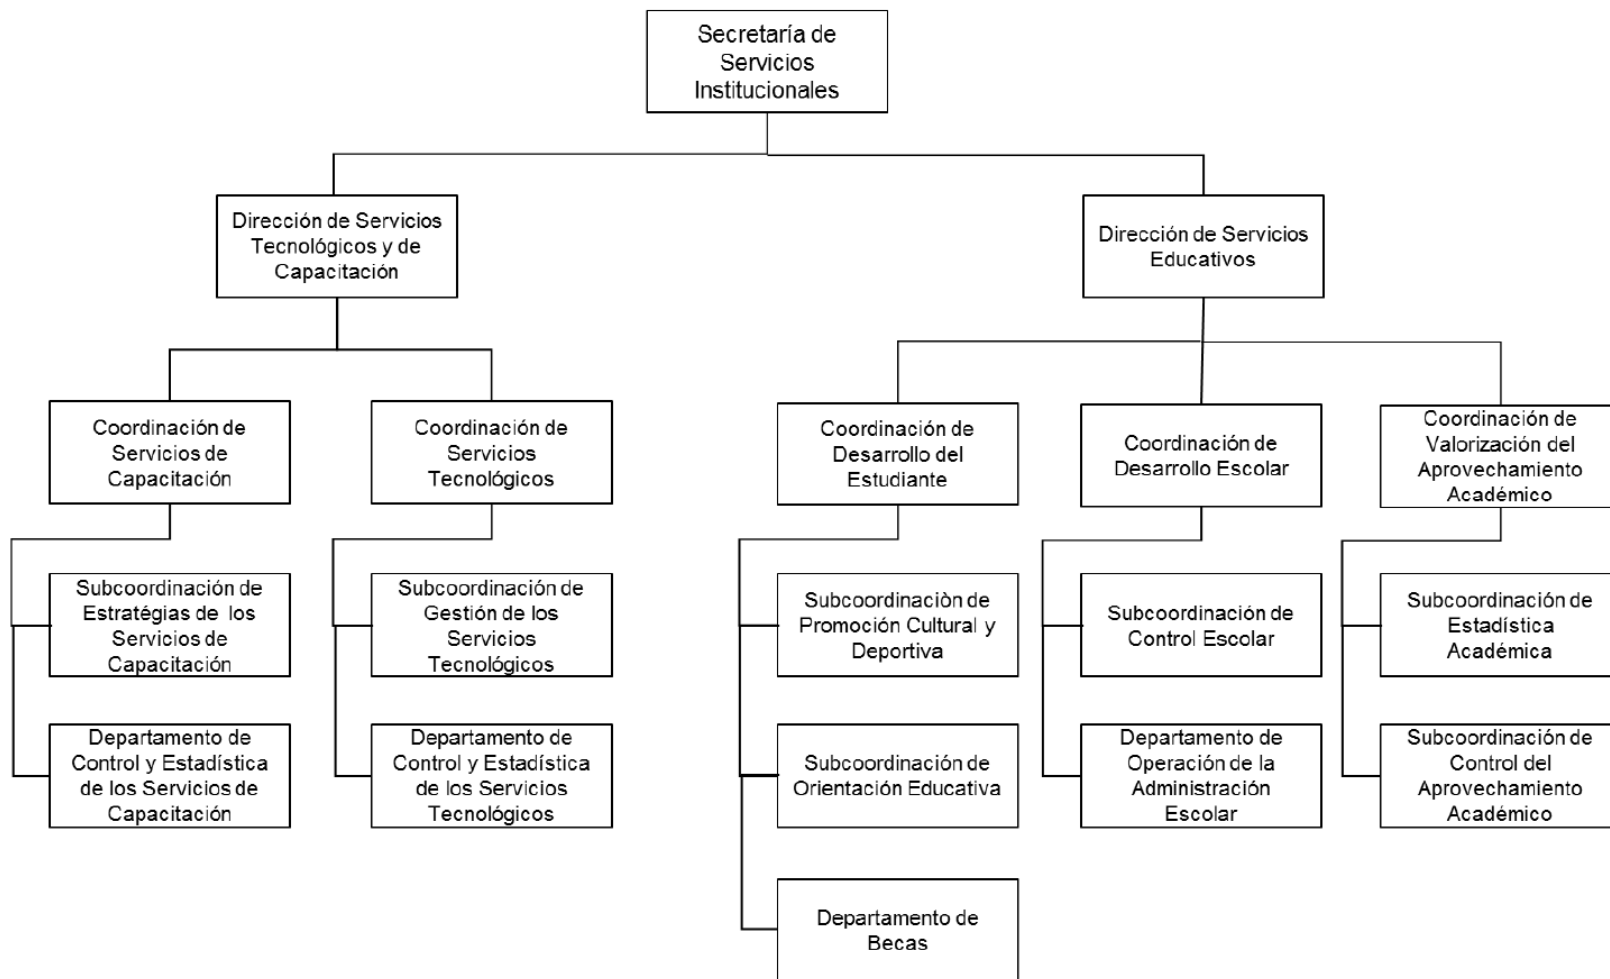 Secretaría de
Servicios
Institucionales
Dirección de Servicios
Tecnológicos y de
Capacitación
Dirección de Servicios
Educativos
Coordinación de
Servicios de
Capacitación
Coordinación de
Servicios
Tecnológicos
Coordinación de
Desarrollo del
Estudiante
Coordinación de
Desarrollo Escolar
Coordinación de
Valorización del
Aprovechamiento
Académico
Subcoordinación de
Estratégias de los
Servicios de
Capacitación
Subcoordinación de
Gestión de los
Servicios
Tecnológicos
Subcoordinaciòn de
Promoción Cultural y
Deportiva
Subcoordinación de
Control Escolar
Subcoordinación de
Estadística
Académica
Departamento de
Control y Estadística
de los Servicios de
Capacitación
Departamento de
Control y Estadística
de los Servicios
Tecnológicos
Subcoordinación de
Orientación Educativa
Departamento de
Operación de la
Administración
Escolar
Subcoordinación de
Control del
Aprovechamiento
Académico
Departamento de
Becas